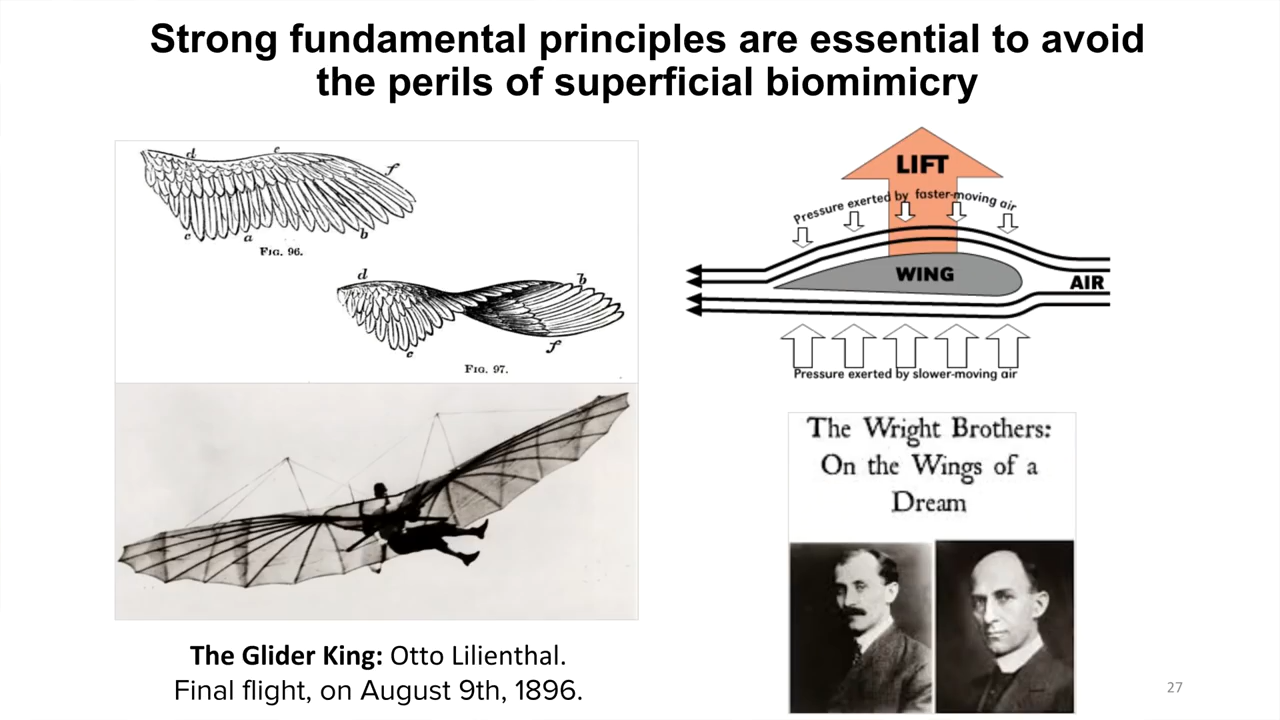 Strong fundamental principles are essential to avoid
the perils of superficial biomimicry
d e f
c a b
FIG. 96.
d b
c f
FIG. 97.
The Glider King: Otto Lilienthal.
Final flight, on August 9th, 1896.
LIFT
Pressure exerted by faster-moving air
WING
AIR
Pressure exerted by slower-moving air
The Wright Brothers:
On the Wings of a
Dream
27